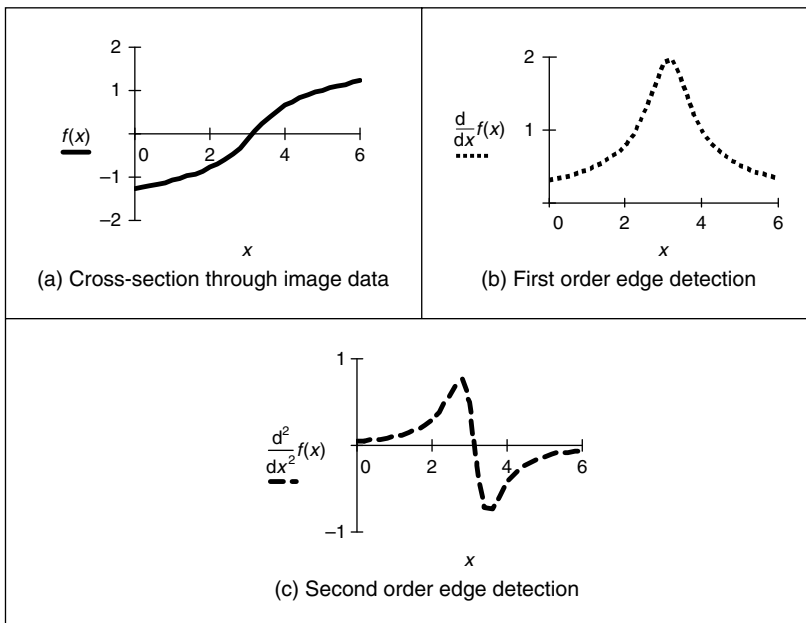 2
1
f(x)
0 2 4 6
–1
–2
x
(a) Cross-section through image data
2
d/dx f(x)
1
0 2 4 6
x
(b) First order edge detection
1
d²/dx² f(x)
0 2 4 6
–1
x
(c) Second order edge detection